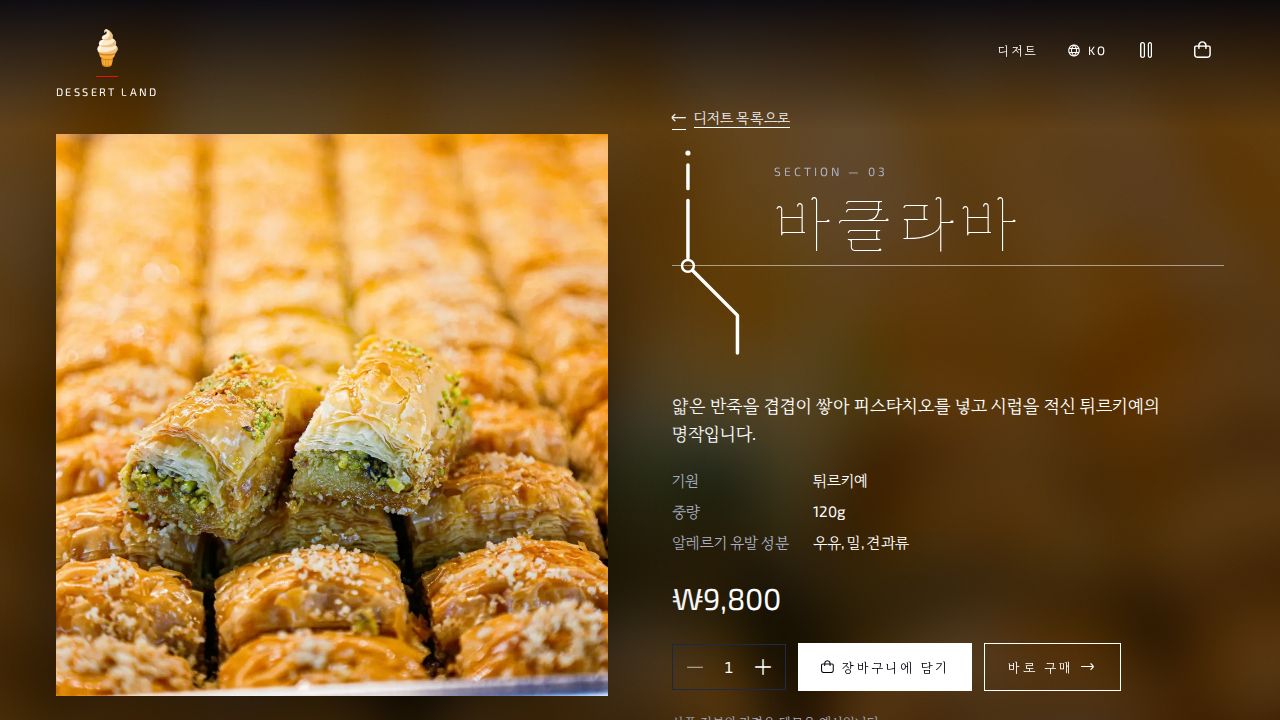 DESSERT LAND
디저트
KO
← 디저트 목록으로
SECTION — 03
바클라바
얇은 반죽을 겹겹이 쌓아 피스타치오를 넣고 시럽을 적신 튀르키예의
명작입니다.
기원 튀르키예
중량 120g
알레르기 유발 성분 우유, 밀, 견과류
₩9,800
— 1 +
장바구니에 담기
바로 구매 →